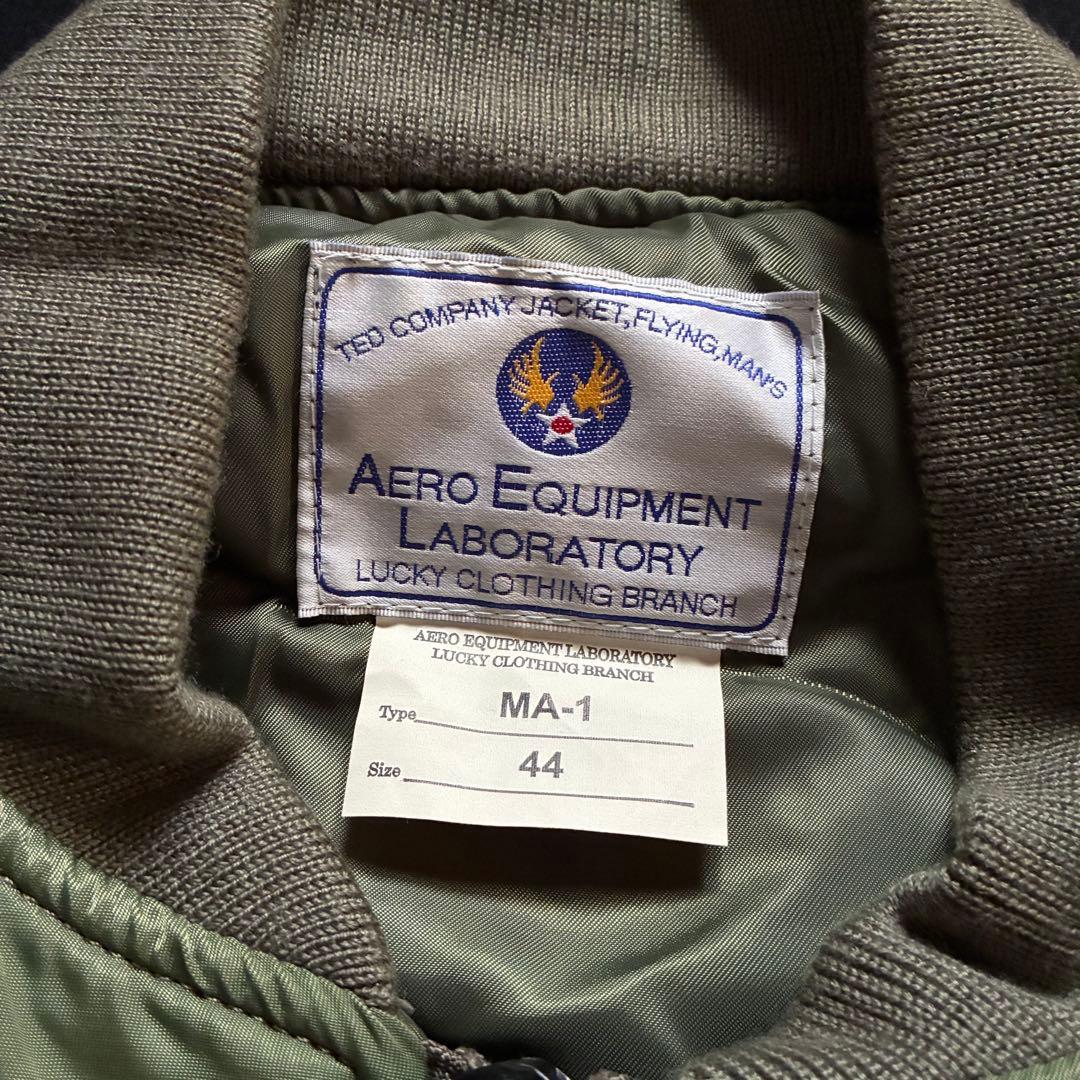 TED COMPANY JACKET,FLYING,MAN'S
AERO EQUIPMENT
LABORATORY
LUCKY CLOTHING BRANCH
AERO EQUIPMENT LABORATORY
LUCKY CLOTHING BRANCH
Type MA-1
Size 44